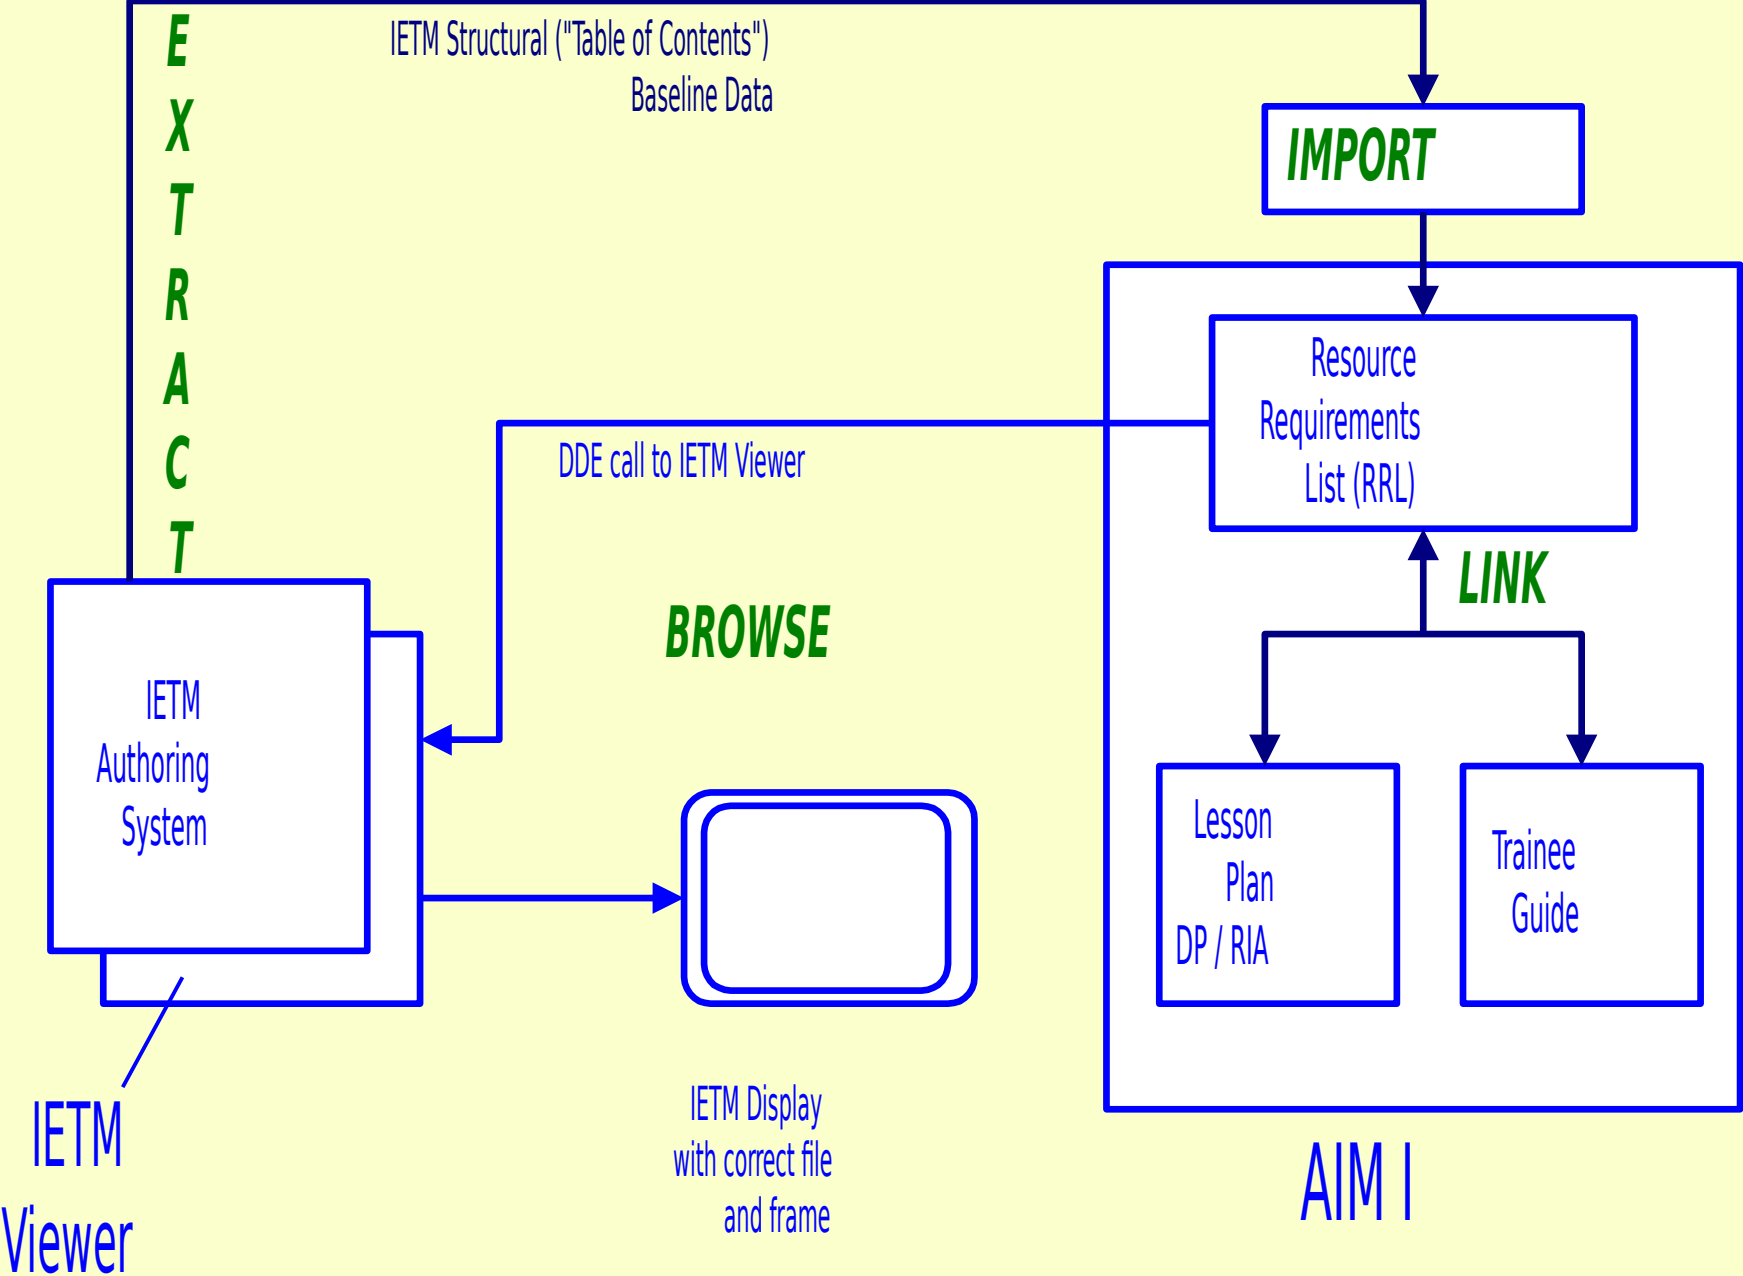 E
X
T
R
A
C
T
IETM Structural ("Table of Contents")
Baseline Data
IMPORT
Resource
Requirements
List (RRL)
DDE call to IETM Viewer
LINK
BROWSE
IETM
Authoring
System
Lesson
Plan
DP / RIA
Trainee
Guide
IETM
Viewer
IETM Display
with correct file
and frame
AIM I